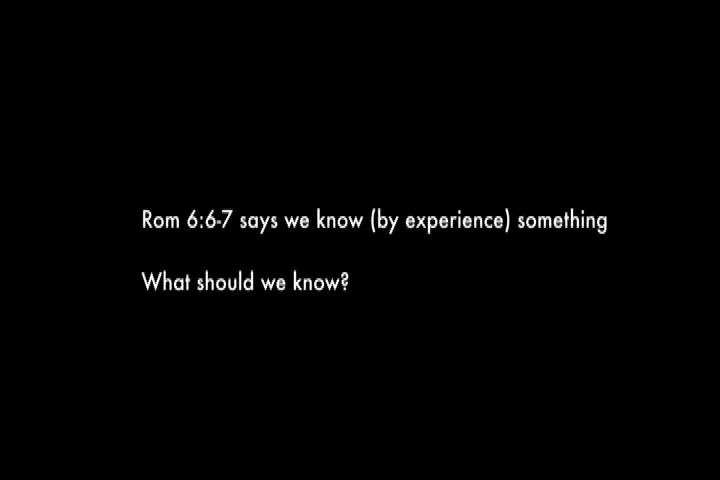 Rom 6:6-7 says we know (by experience) something
What should we know?